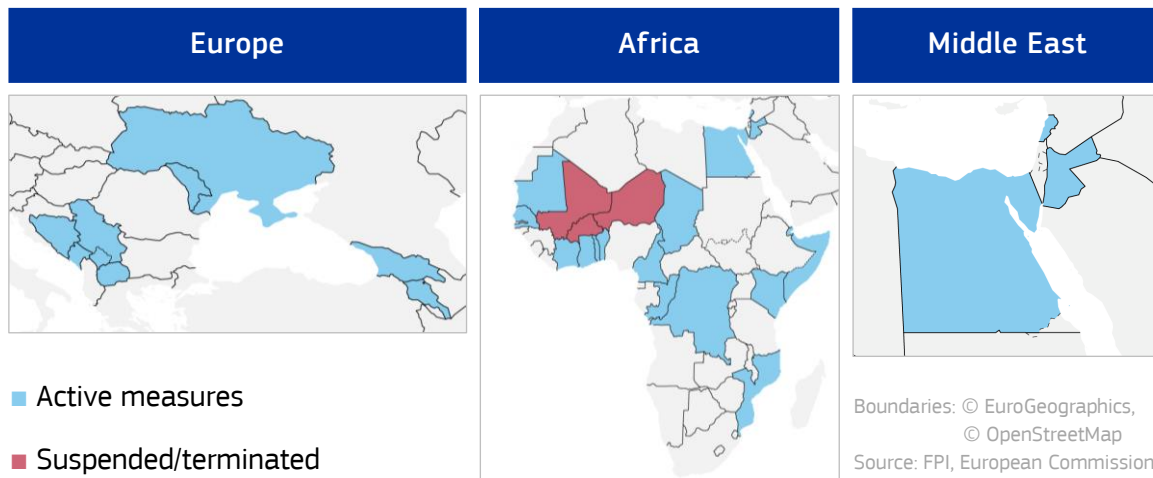 Europe
Africa
Middle East
Active measures
Suspended/terminated
Boundaries: © EuroGeographics,
© OpenStreetMap
Source: FPI, European Commission